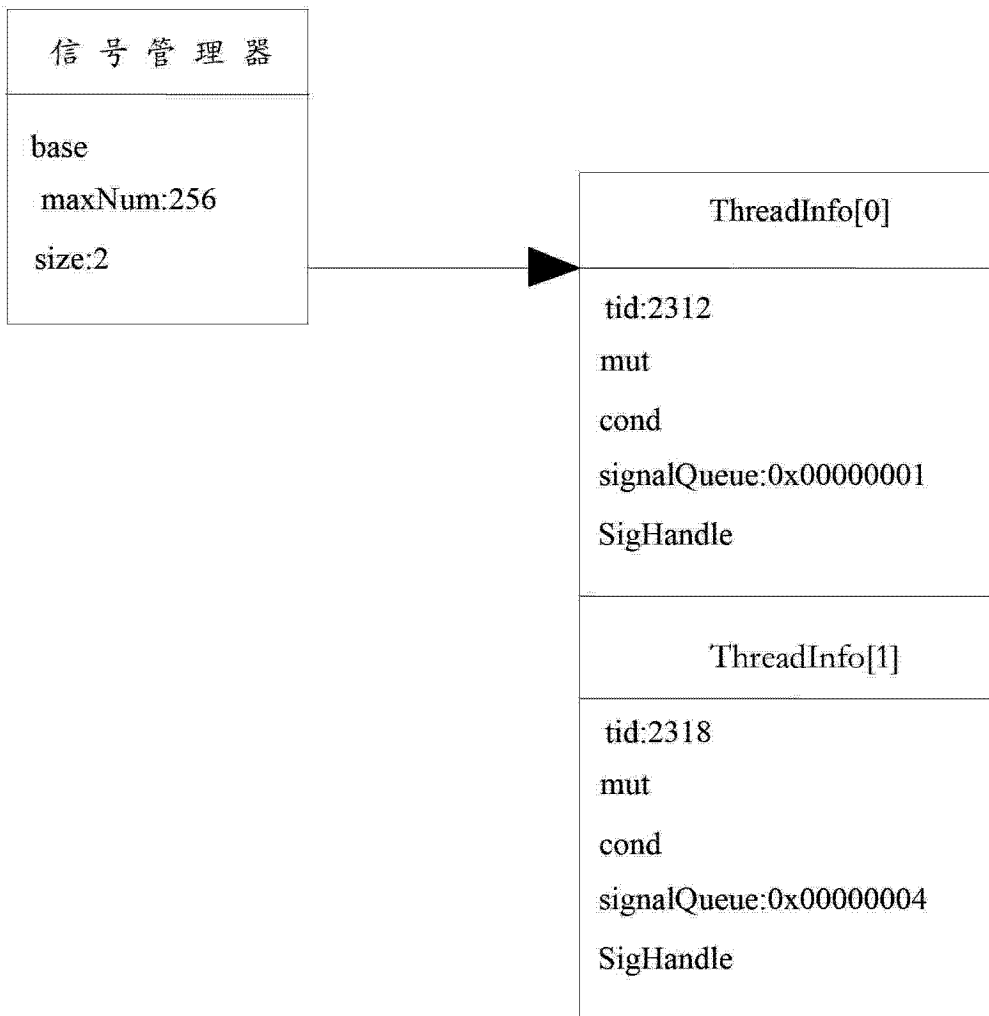 信号管理器
base
maxNum:256
size:2
ThreadInfo[0]
tid:2312
mut
cond
signalQueue:0x00000001
SigHandle
ThreadInfo[1]
tid:2318
mut
cond
signalQueue:0x00000004
SigHandle